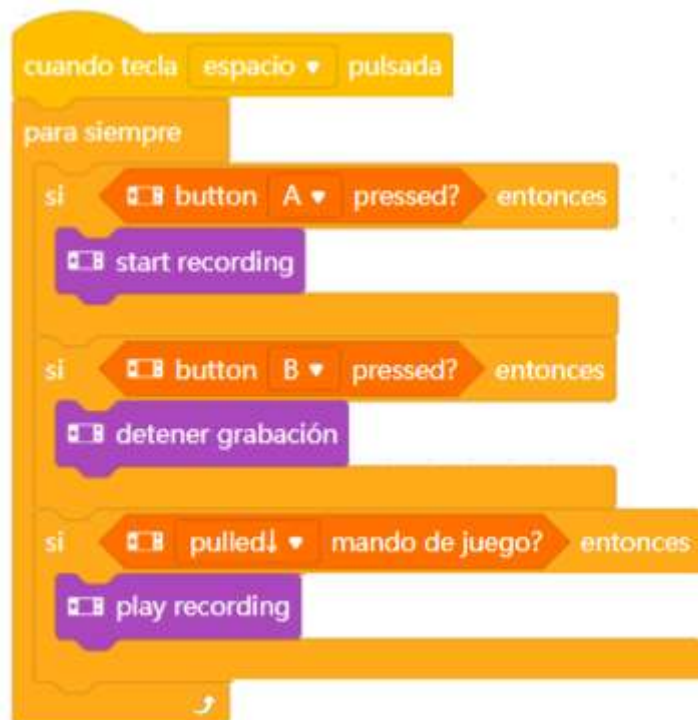 cuando tecla espacio pulsada
para siempre
si button A pressed? entonces
start recording
si button B pressed? entonces
detener grabación
si pulled↓ mando de juego? entonces
play recording